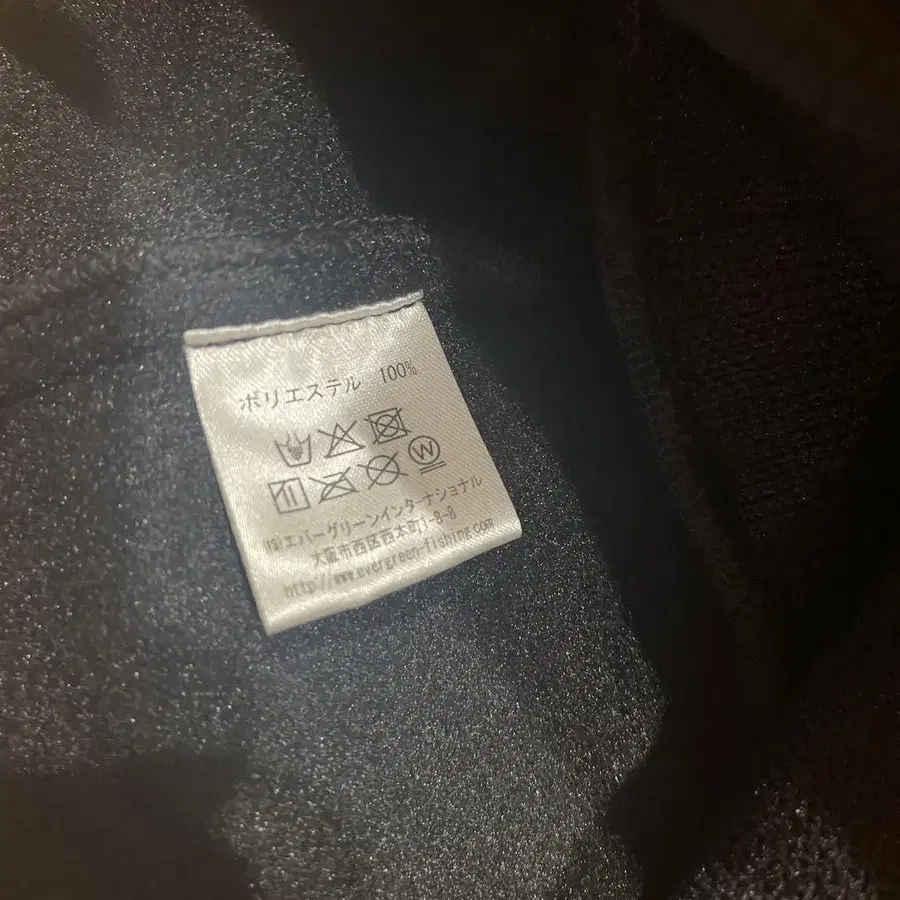 ポリエステル 100%
W
㈱エバーグリーンインターナショナル
大阪市西区西本町1-8-8
http://www.evergreen-fishing.com